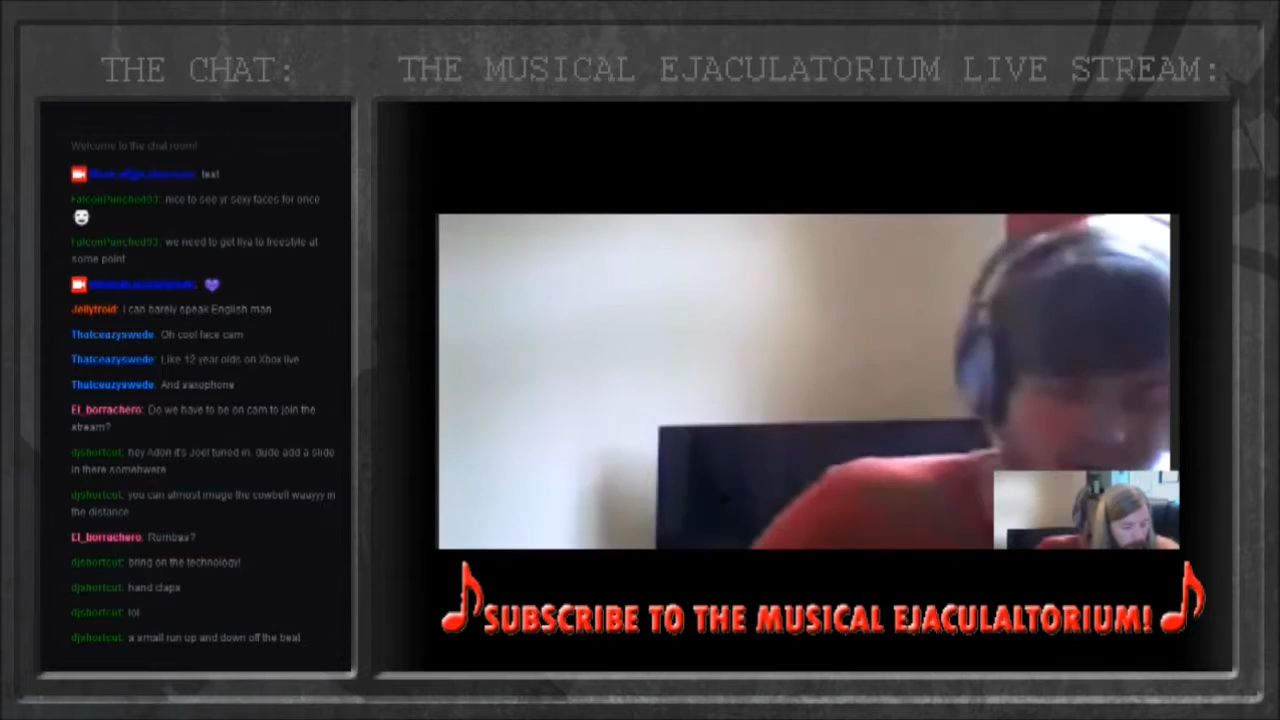 THE CHAT:
THE MUSICAL EJACULATORIUM LIVE STREAM:
Welcome to the chat room!
text
FalconPunched93: nice to see yr sexy faces for once
FalconPunched93: we need to get liva to freestyle at
some point
Jellytroid: I can barely speak English man
Thatceazyswede: Oh cool face cam
Thatceazyswede: Like 12 year olds on Xbox live
Thatceazyswede: And saxophone
El_borrachero: Do we have to be on cam to join the
stream?
djshortcut: hey Adon it's Joel tuned in. dude add a slide
in there somehwere
djshortcut: you can almost image the cowbell wauyyy in
the distance
El_borrachero: Rombax?
djshortcut: bring on the technology!
djshortcut: hand claps
djshortcut: lol
djshortcut: a small run up and down off the beat
SUBSCRIBE TO THE MUSICAL EJACULALTORIUM!